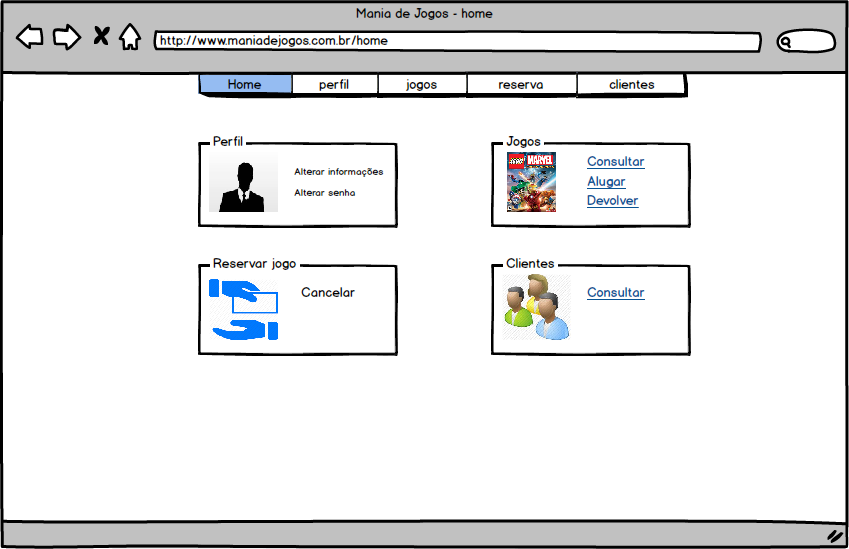 Mania de Jogos - home
http://www.maniadejogos.com.br/home
Home perfil jogos reserva clientes
Perfil
Alterar informações
Alterar senha
Jogos
LEGO MARVEL
Consultar
Alugar
Devolver
Reservar jogo
Cancelar
Clientes
Consultar